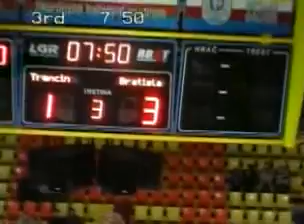 3rd 7:50
LGR 07:50
HRÁČ TREST
Trencin Bratisla
TRETINA
1 3 3